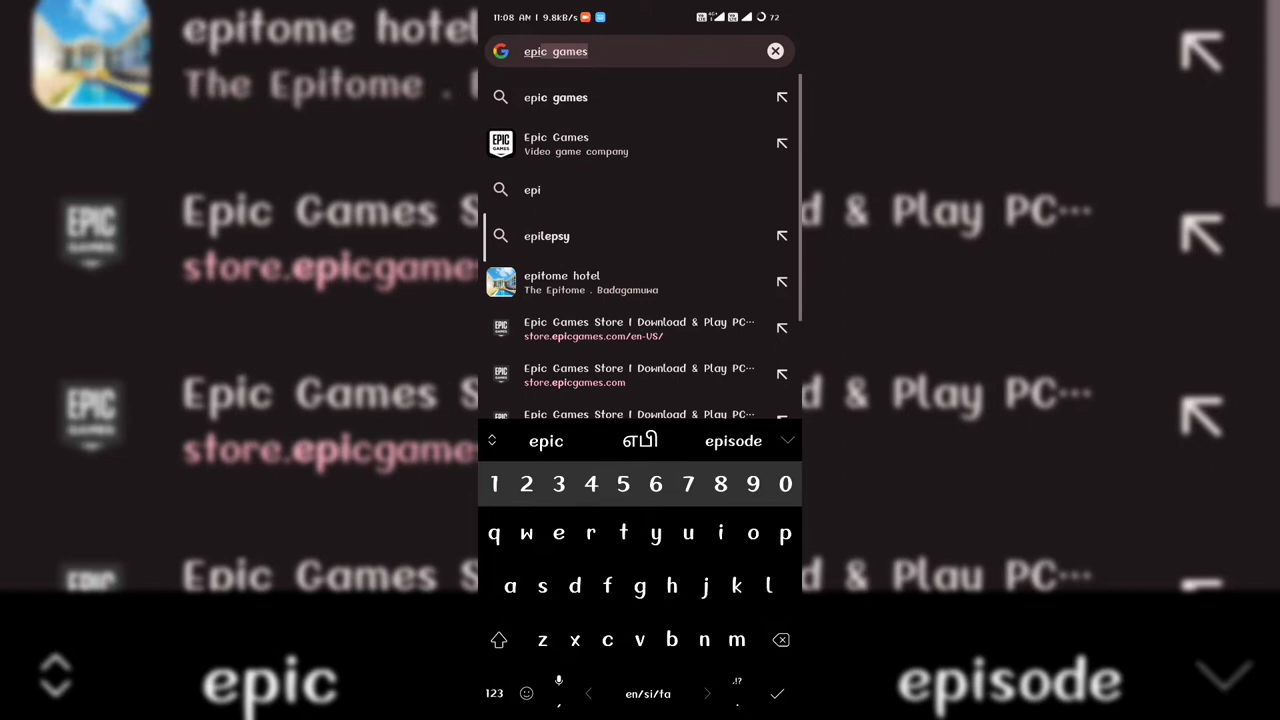 11:08 AM | 9.8kB/s
72
epic games
epic games
EPIC GAMES
Epic Games
Video game company
epi
epilepsy
epitome hotel
The Epitome . Badagamuwa
Epic Games Store | Download & Play PC…
store.epicgames.com/en-US/
Epic Games Store | Download & Play PC…
store.epicgames.com
Epic Games Store | Download & Play PC…
epic எபி episode
1 2 3 4 5 6 7 8 9 0
q w e r t y u i o p
a s d f g h j k l
z x c v b n m
123 , en/si/ta .!?
epitome hotel
The Epitome .
Epic Games S
d & Play PC…
store.epicgame
Epic Games S
d & Play PC…
store.epicgame
Epic Games S
d & Play PC…
epic episode